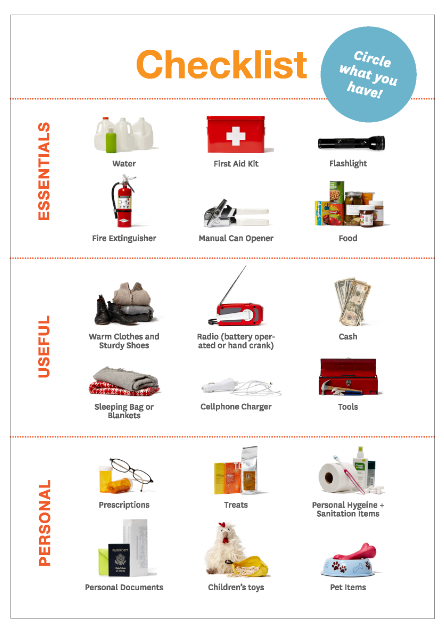 Checklist
Circle
what you
have!
ESSENTIALS
Water
First Aid Kit
Flashlight
Fire Extinguisher
Manual Can Opener
Food
USEFUL
Warm Clothes and
Sturdy Shoes
Radio (battery oper-
ated or hand crank)
Cash
Sleeping Bag or
Blankets
Cellphone Charger
Tools
PERSONAL
Prescriptions
Treats
Personal Hygeine +
Sanitation Items
Personal Documents
Children's toys
Pet Items